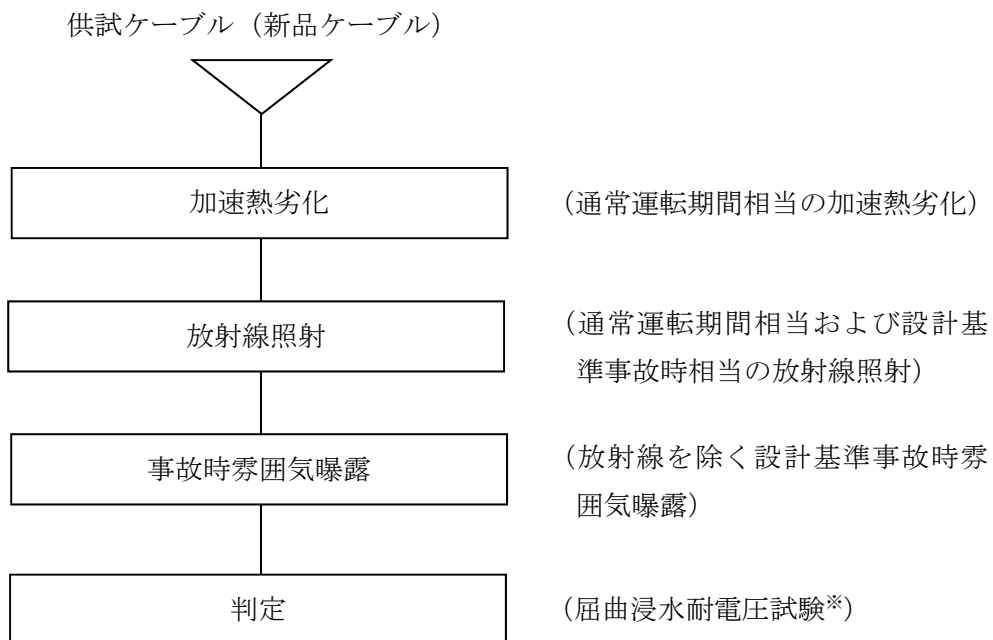 供試ケーブル（新品ケーブル）
加速熱劣化
（通常運転期間相当の加速熱劣化）
放射線照射
（通常運転期間相当および設計基
準事故時相当の放射線照射）
事故時雰囲気曝露
（放射線を除く設計基準事故時雰
囲気曝露）
判定
（屈曲浸水耐電圧試験※）